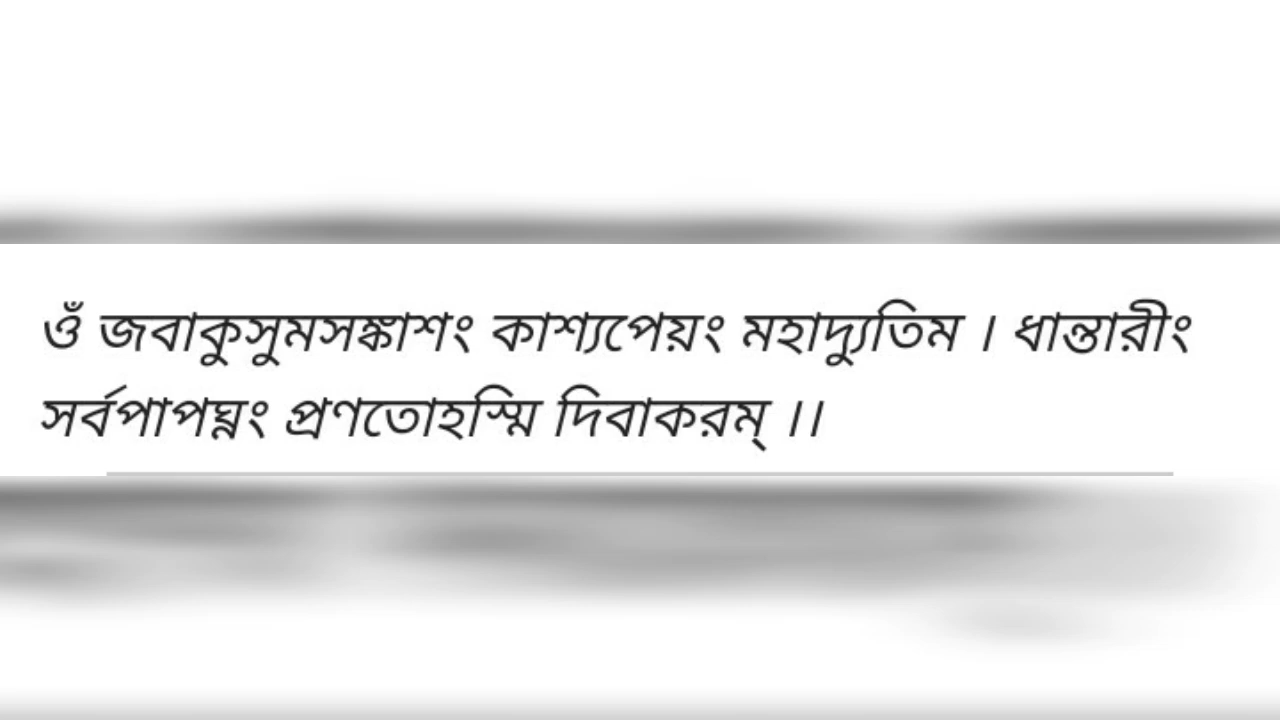 ওঁ জবাকুসুমসঙ্কাশং কাশ্যপেয়ং মহাদ্যুতিম । ধান্তারীং
সর্বপাপঘ্নং প্রণতোহস্মি দিবাকরম্ ।।